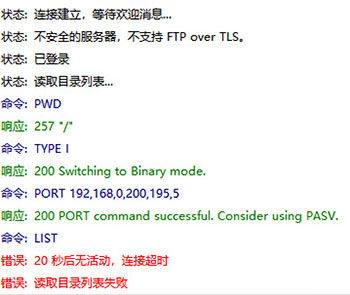 状态: 连接建立，等待欢迎消息...
状态: 不安全的服务器，不支持 FTP over TLS。
状态: 已登录
状态: 读取目录列表...
命令: PWD
响应: 257 "/"
命令: TYPE I
响应: 200 Switching to Binary mode.
命令: PORT 192,168,0,200,195,5
响应: 200 PORT command successful. Consider using PASV.
命令: LIST
错误: 20 秒后无活动，连接超时
错误: 读取目录列表失败